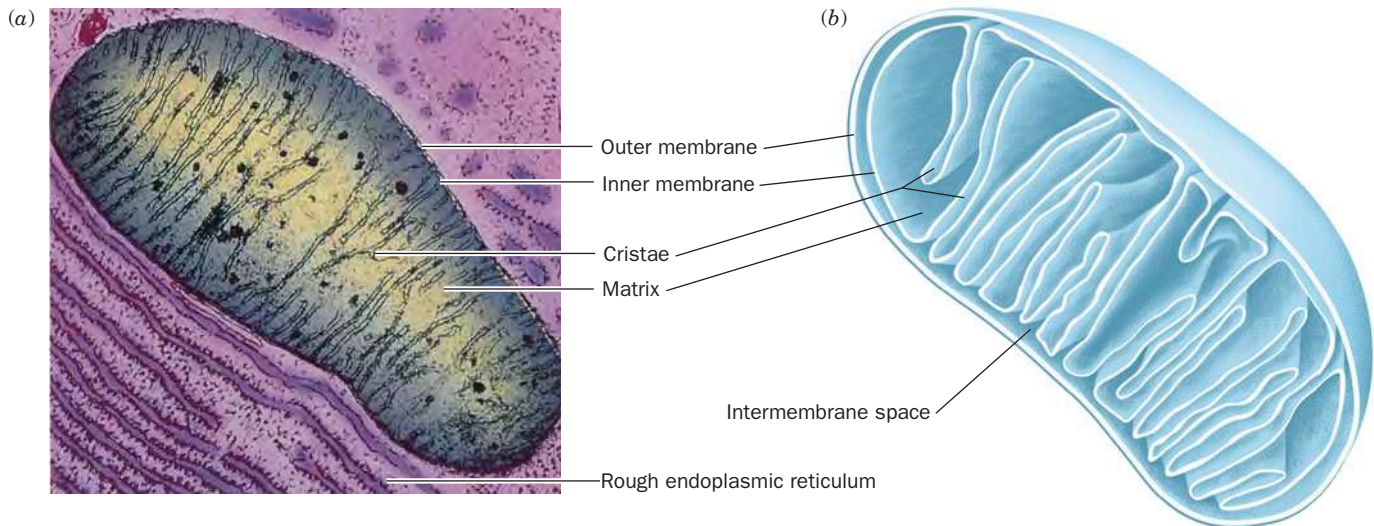 (a)
(b)
Outer membrane
Inner membrane
Cristae
Matrix
Intermembrane space
Rough endoplasmic reticulum